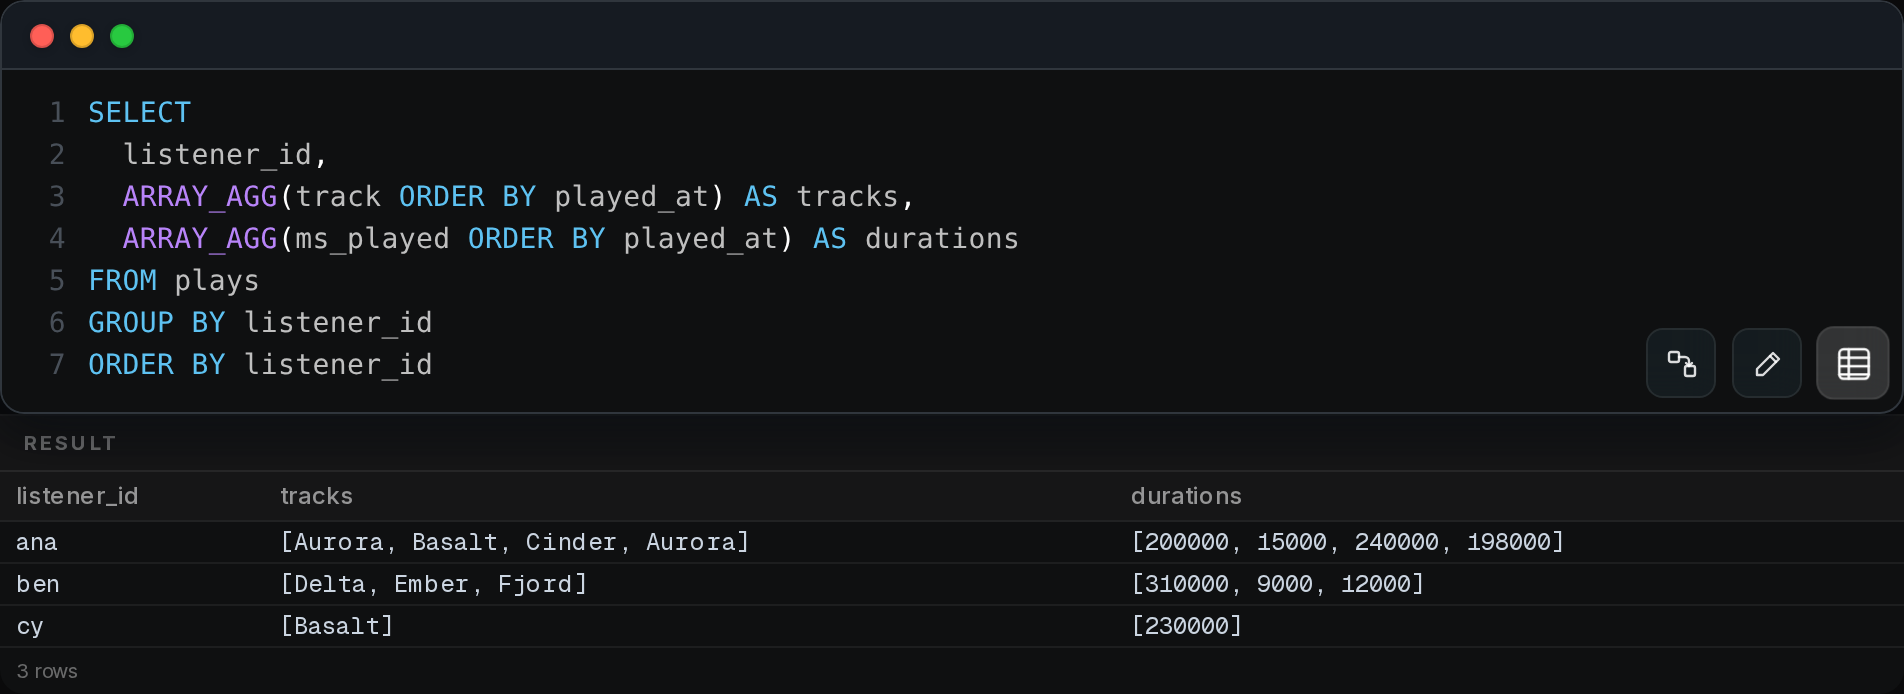 1 SELECT
2   listener_id,
3   ARRAY_AGG(track ORDER BY played_at) AS tracks,
4   ARRAY_AGG(ms_played ORDER BY played_at) AS durations
5 FROM plays
6 GROUP BY listener_id
7 ORDER BY listener_id
RESULT
listener_id tracks durations
ana [Aurora, Basalt, Cinder, Aurora] [200000, 15000, 240000, 198000]
ben [Delta, Ember, Fjord] [310000, 9000, 12000]
cy [Basalt] [230000]
3 rows